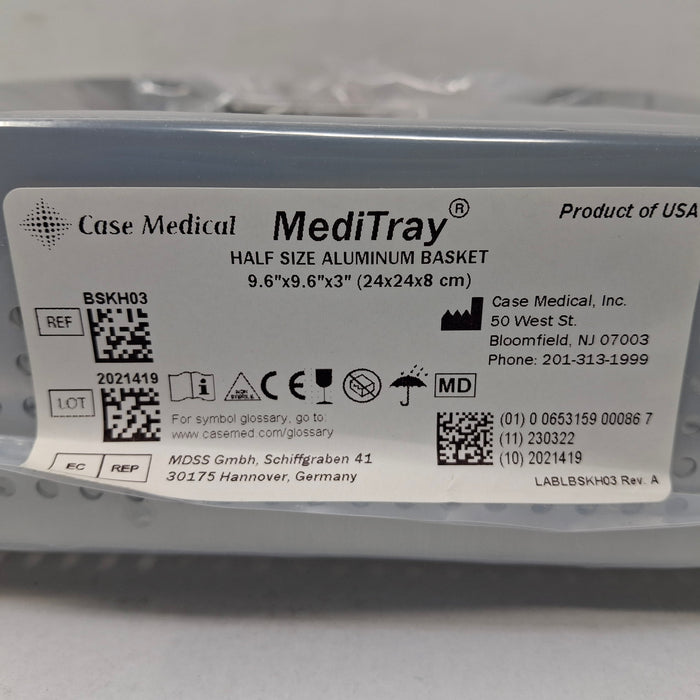 Case Medical MediTray® Product of USA
HALF SIZE ALUMINUM BASKET
9.6"x9.6"x3" (24x24x8 cm)
BSKH03
REF
Case Medical, Inc.
50 West St.
Bloomfield, NJ 07003
Phone: 201-313-1999
2021419
LOT
i NON STERILE CE MD
For symbol glossary, go to:
www.casemed.com/glossary
(01) 0 0653159 00086 7
(11) 230322
(10) 2021419
EC REP
MDSS Gmbh, Schiffgraben 41
30175 Hannover, Germany
LABLBSKH03 Rev. A